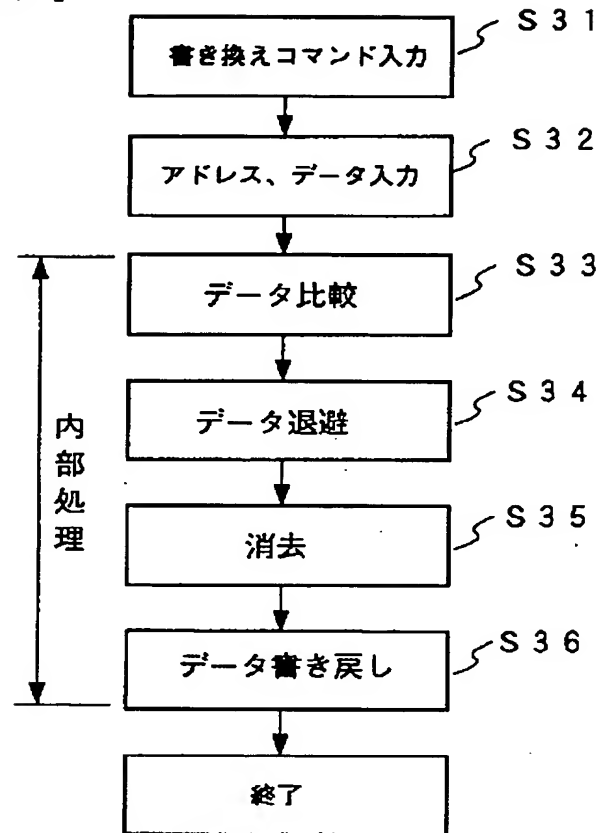 S31
書き換えコマンド入力
S32
アドレス、データ入力
S33
データ比較
S34
データ退避
内部処理
S35
消去
S36
データ書き戻し
終了